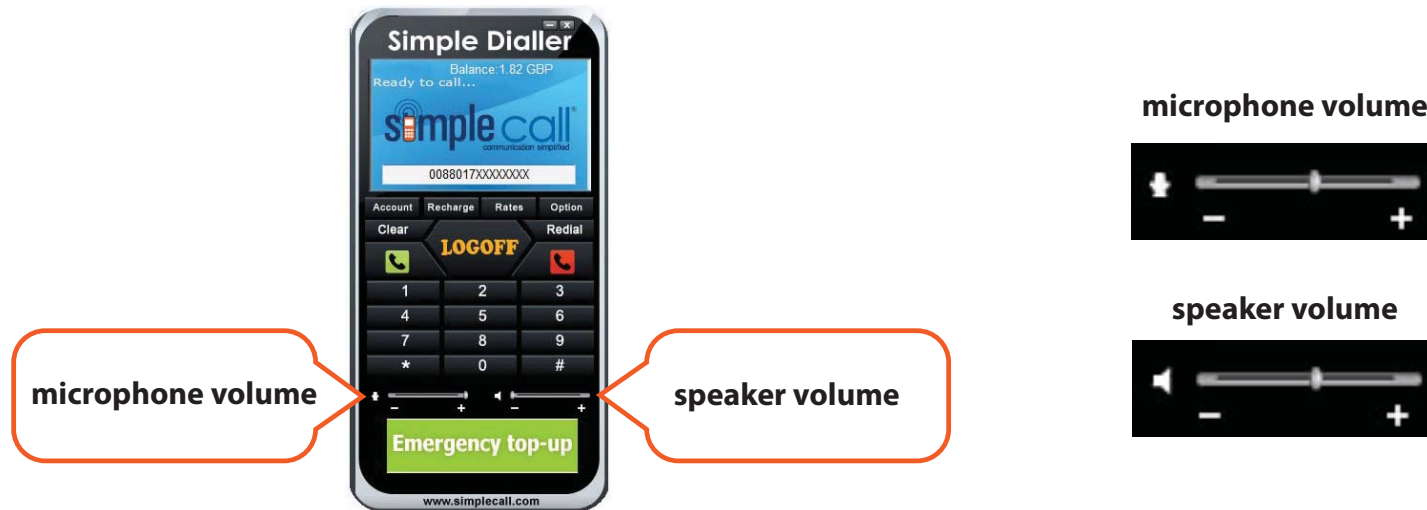 Simple Dialler
Balance:1.82 GBP
Ready to call...
simple call®
communication simplified
0088017XXXXXXXX
Account Recharge Rates Option
Clear LOGOFF Redial
1 2 3
4 5 6
7 8 9
* 0 #
microphone volume
speaker volume
− + − +
Emergency top-up
www.simplecall.com
microphone volume
− +
speaker volume
− +